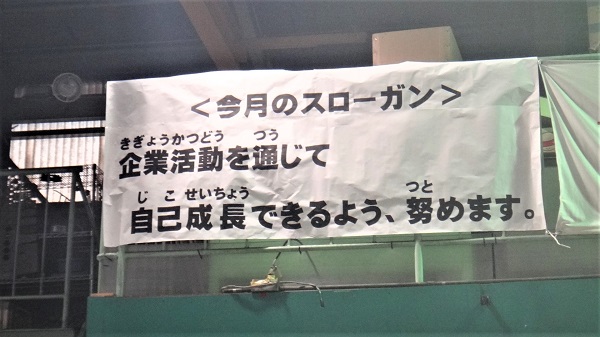 ＜今月のスローガン＞
きぎょうかつどう つう
企業活動を通じて
じこせいちょう つと
自己成長できるよう、努めます。